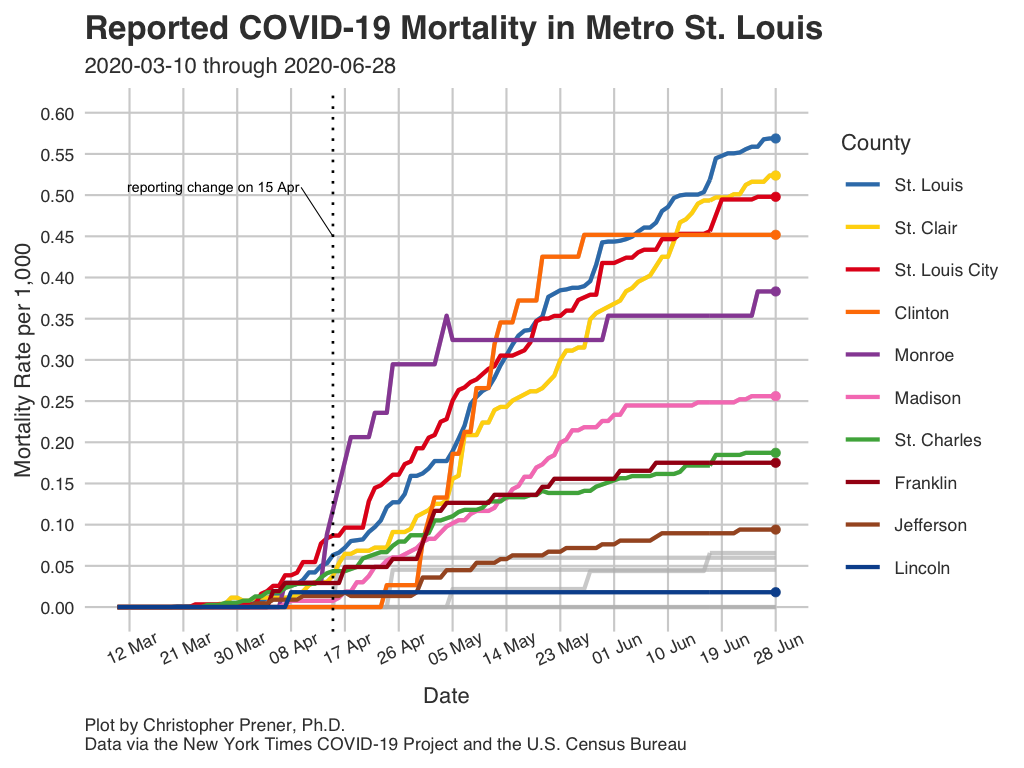 Reported COVID-19 Mortality in Metro St. Louis
2020-03-10 through 2020-06-28
Mortality Rate per 1,000
0.60
0.55
0.50
0.45
0.40
0.35
0.30
0.25
0.20
0.15
0.10
0.05
0.00
reporting change on 15 Apr
12 Mar
21 Mar
30 Mar
08 Apr
17 Apr
26 Apr
05 May
14 May
23 May
01 Jun
10 Jun
19 Jun
28 Jun
Date
County
St. Louis
St. Clair
St. Louis City
Clinton
Monroe
Madison
St. Charles
Franklin
Jefferson
Lincoln
Plot by Christopher Prener, Ph.D.
Data via the New York Times COVID-19 Project and the U.S. Census Bureau